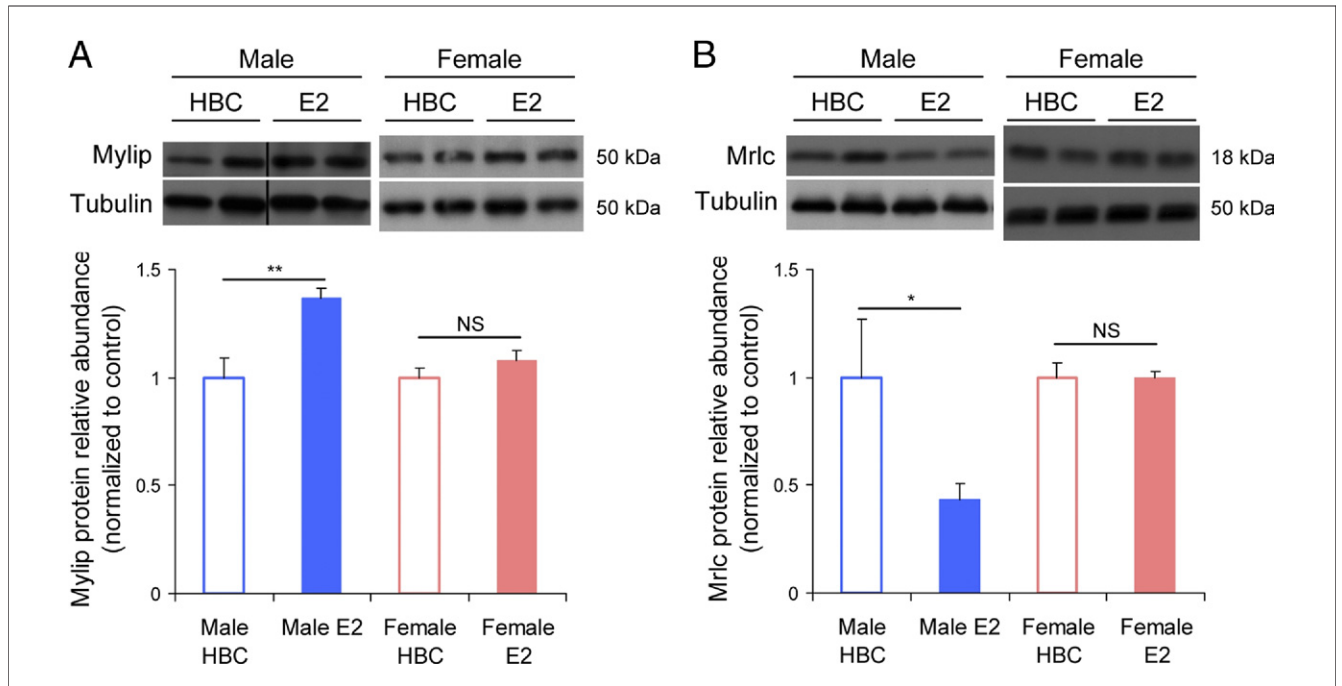 A
Male Female
HBC E2 HBC E2
Mylip 50 kDa
Tubulin 50 kDa
Mylip protein relative abundance
(normalized to control)
1.5
1
0.5
0
**
NS
Male
HBC
Male E2
Female
HBC
Female
E2
B
Male Female
HBC E2 HBC E2
Mrlc 18 kDa
Tubulin 50 kDa
Mrlc protein relative abundance
(normalized to control)
1.5
1
0.5
0
*
NS
Male
HBC
Male E2
Female
HBC
Female
E2